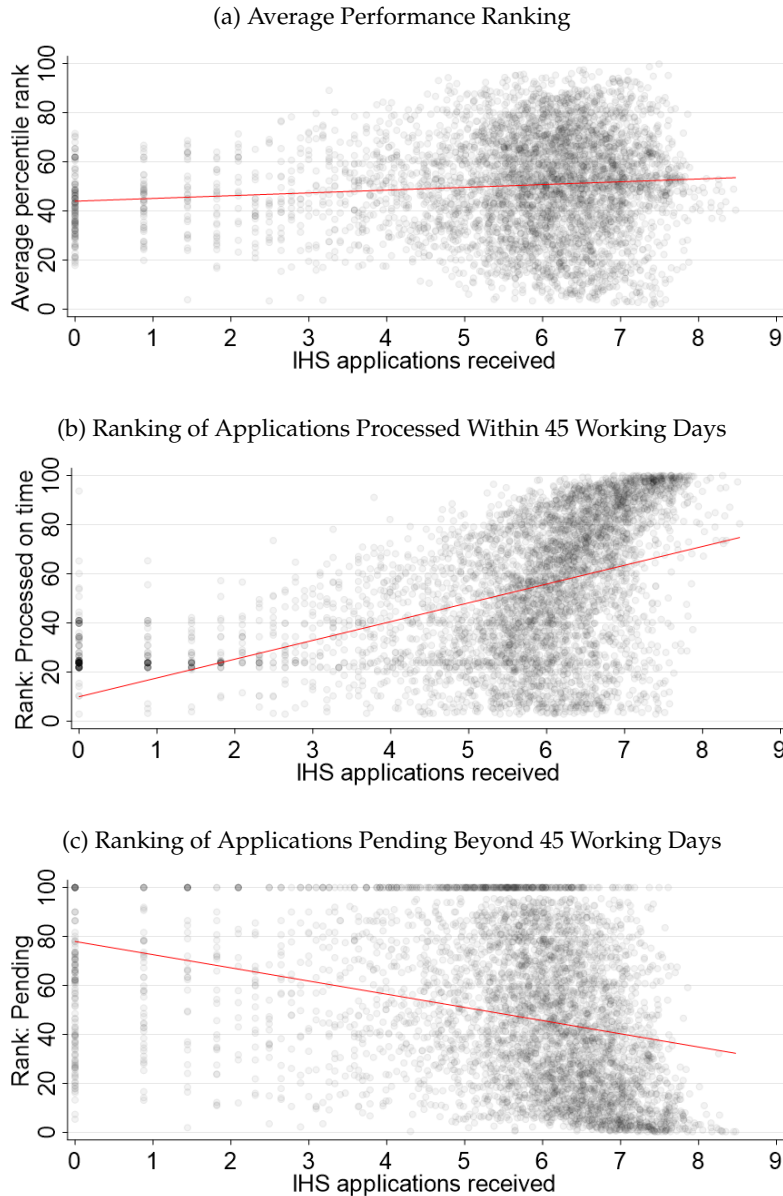 (a) Average Performance Ranking
Average percentile rank
0 20 40 60 80 100
0 1 2 3 4 5 6 7 8 9
IHS applications received
(b) Ranking of Applications Processed Within 45 Working Days
Rank: Processed on time
0 20 40 60 80 100
0 1 2 3 4 5 6 7 8 9
IHS applications received
(c) Ranking of Applications Pending Beyond 45 Working Days
Rank: Pending
0 20 40 60 80 100
0 1 2 3 4 5 6 7 8 9
IHS applications received